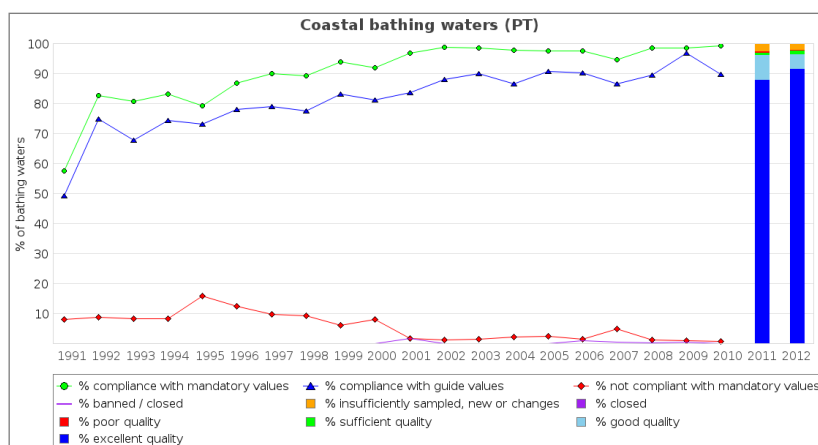 Coastal bathing waters (PT)
% of bathing waters
100
90
80
70
60
50
40
30
20
10
1991 1992 1993 1994 1995 1996 1997 1998 1999 2000 2001 2002 2003 2004 2005 2006 2007 2008 2009 2010 2011 2012
% compliance with mandatory values % compliance with guide values % not compliant with mandatory values
% banned / closed % insufficiently sampled, new or changes % closed
% poor quality % sufficient quality % good quality
% excellent quality